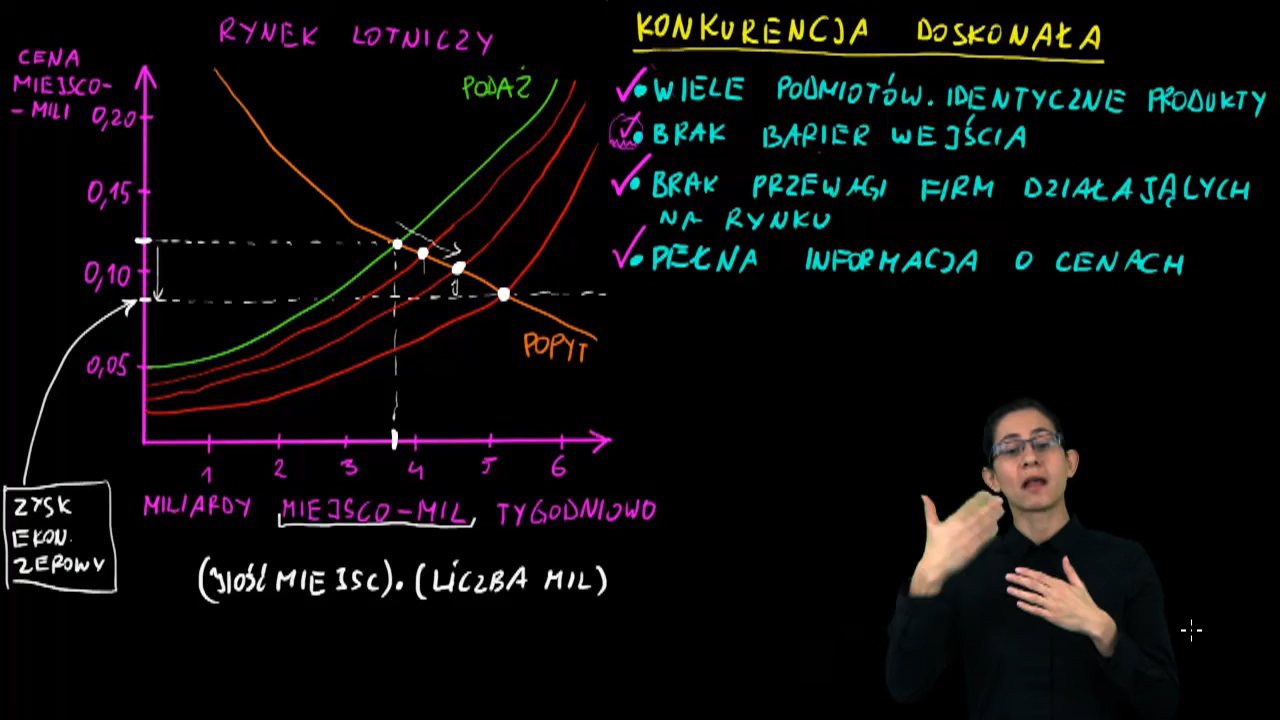 RYNEK LOTNICZY
CENA
MIEJSCO-
- MILI
0,20
0,15
0,10
0,05
PODAŻ
POPYT
1 2 3 4 5 6
MILIARDY MIEJSCO-MIL TYGODNIOWO
(ILOŚĆ MIEJSC).(LICZBA MIL)
ZYSK
EKON.
ZEROWY
KONKURENCJA DOSKONAŁA
WIELE PODMIOTÓW. IDENTYCZNE PRODUKTY
BRAK BARIER WEJŚCIA
BRAK PRZEWAGI FIRM DZIAŁAJĄCYCH
NA RYNKU
PEŁNA INFORMACJA O CENACH